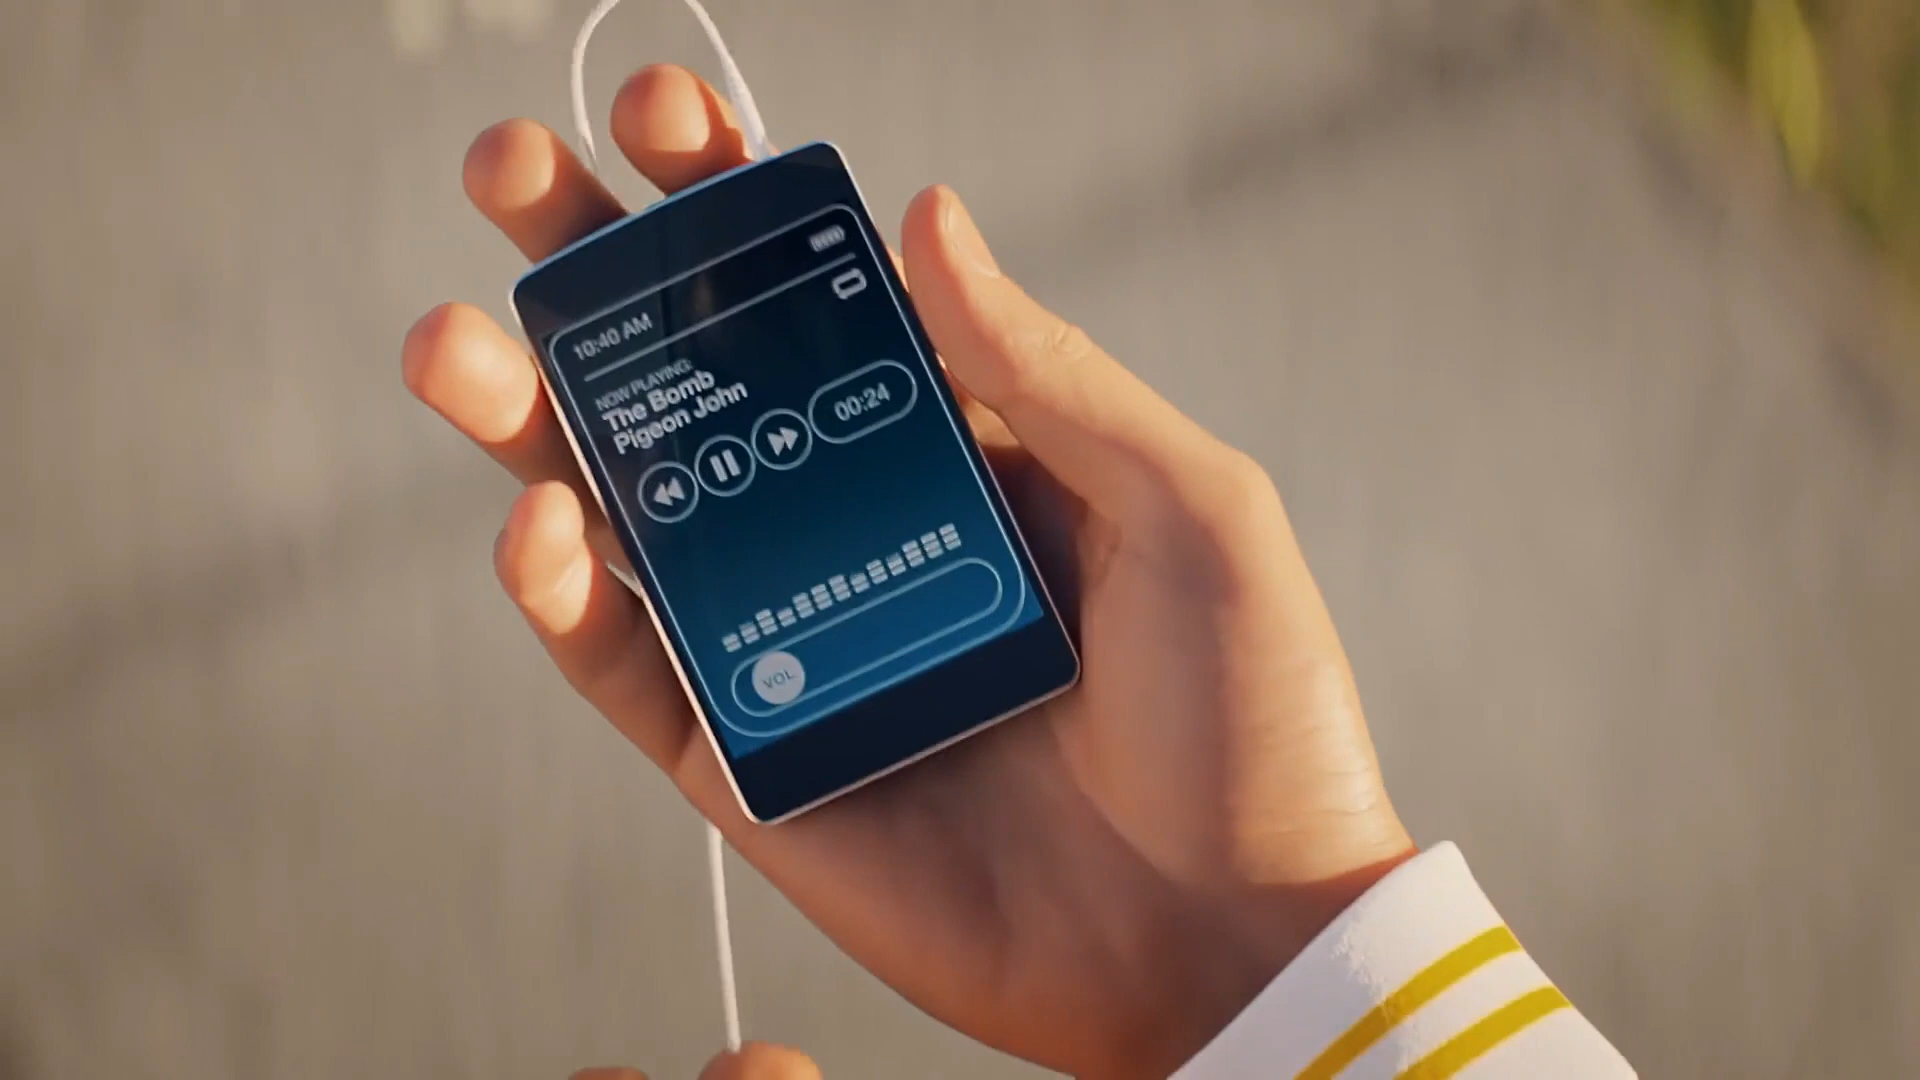 10:40 AM
NOW PLAYING:
The Bomb
Pigeon John
00:24
VOL